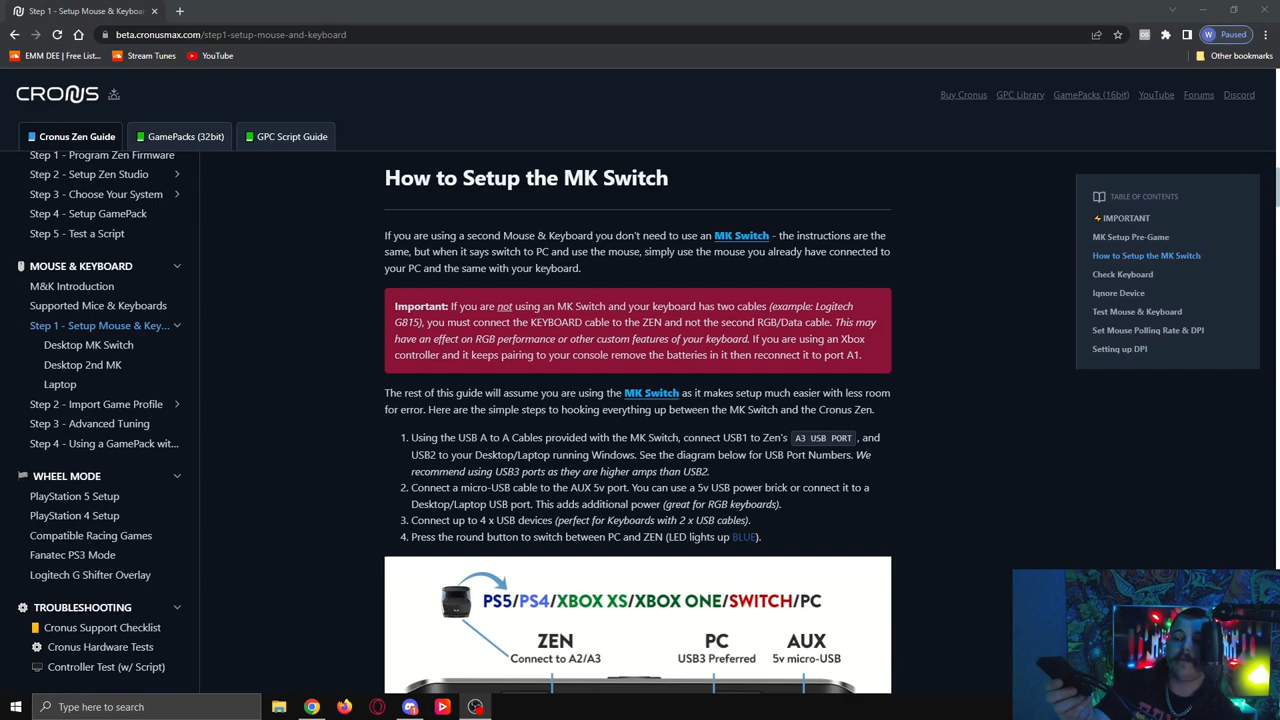 Step 1 - Setup Mouse & Keyboard
beta.cronusmax.com/step1-setup-mouse-and-keyboard
W Paused
EMM DEE | Free List...
Stream Tunes
YouTube
Other bookmarks
CRONUS
Buy Cronus
GPC Library
GamePacks (16bit)
YouTube
Forums
Discord
Cronus Zen Guide
GamePacks (32bit)
GPC Script Guide
Step 1 - Program Zen Firmware
Step 2 - Setup Zen Studio
Step 3 - Choose Your System
Step 4 - Setup GamePack
Step 5 - Test a Script
MOUSE & KEYBOARD
M&K Introduction
Supported Mice & Keyboards
Step 1 - Setup Mouse & Key...
Desktop MK Switch
Desktop 2nd MK
Laptop
Step 2 - Import Game Profile
Step 3 - Advanced Tuning
Step 4 - Using a GamePack wit...
WHEEL MODE
PlayStation 5 Setup
PlayStation 4 Setup
Compatible Racing Games
Fanatec PS3 Mode
Logitech G Shifter Overlay
TROUBLESHOOTING
Cronus Support Checklist
Cronus Hardware Tests
Controller Test (w/ Script)
How to Setup the MK Switch
If you are using a second Mouse & Keyboard you don't need to use an MK Switch - the instructions are the
same, but when it says switch to PC and use the mouse, simply use the mouse you already have connected to
your PC and the same with your keyboard.
Important: If you are not using an MK Switch and your keyboard has two cables (example: Logitech
G815), you must connect the KEYBOARD cable to the ZEN and not the second RGB/Data cable. This may
have an effect on RGB performance or other custom features of your keyboard. If you are using an Xbox
controller and it keeps pairing to your console remove the batteries in it then reconnect it to port A1.
The rest of this guide will assume you are using the MK Switch as it makes setup much easier with less room
for error. Here are the simple steps to hooking everything up between the MK Switch and the Cronus Zen.
1. Using the USB A to A Cables provided with the MK Switch, connect USB1 to Zen's A3 USB PORT , and
USB2 to your Desktop/Laptop running Windows. See the diagram below for USB Port Numbers. We
recommend using USB3 ports as they are higher amps than USB2.
2. Connect a micro-USB cable to the AUX 5v port. You can use a 5v USB power brick or connect it to a
Desktop/Laptop USB port. This adds additional power (great for RGB keyboards).
3. Connect up to 4 x USB devices (perfect for Keyboards with 2 x USB cables).
4. Press the round button to switch between PC and ZEN (LED lights up BLUE).
PS5/PS4/XBOX XS/XBOX ONE/SWITCH/PC
ZEN
Connect to A2/A3
PC
USB3 Preferred
AUX
5v micro-USB
TABLE OF CONTENTS
⚡IMPORTANT
MK Setup Pre-Game
How to Setup the MK Switch
Check Keyboard
Ignore Device
Test Mouse & Keyboard
Set Mouse Polling Rate & DPI
Setting up DPI
Type here to search